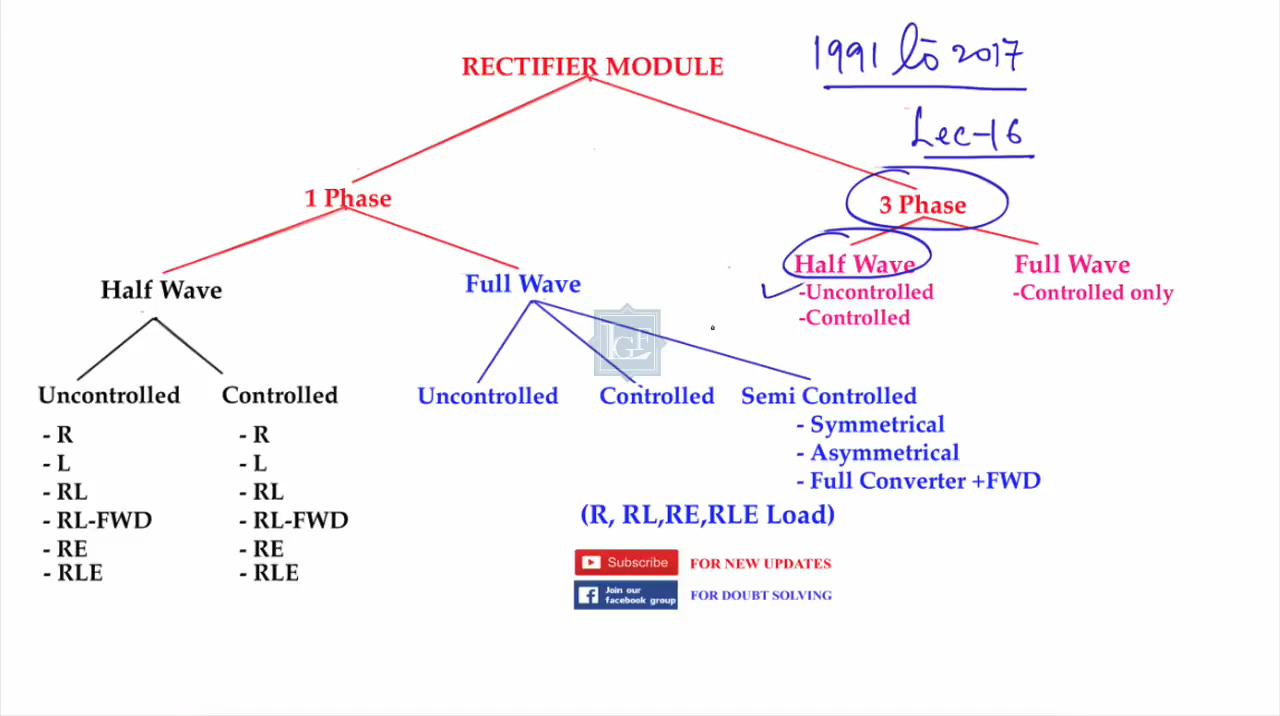 RECTIFIER MODULE
1991 to 2017
Lec-16
1 Phase
3 Phase
Half Wave
Full Wave
Half Wave
-Uncontrolled
-Controlled
Full Wave
-Controlled only
Uncontrolled
- R
- L
- RL
- RL-FWD
- RE
- RLE
Controlled
- R
- L
- RL
- RL-FWD
- RE
- RLE
Uncontrolled
Controlled
Semi Controlled
- Symmetrical
- Asymmetrical
- Full Converter +FWD
(R, RL,RE,RLE Load)
Subscribe FOR NEW UPDATES
Join our
facebook group
FOR DOUBT SOLVING